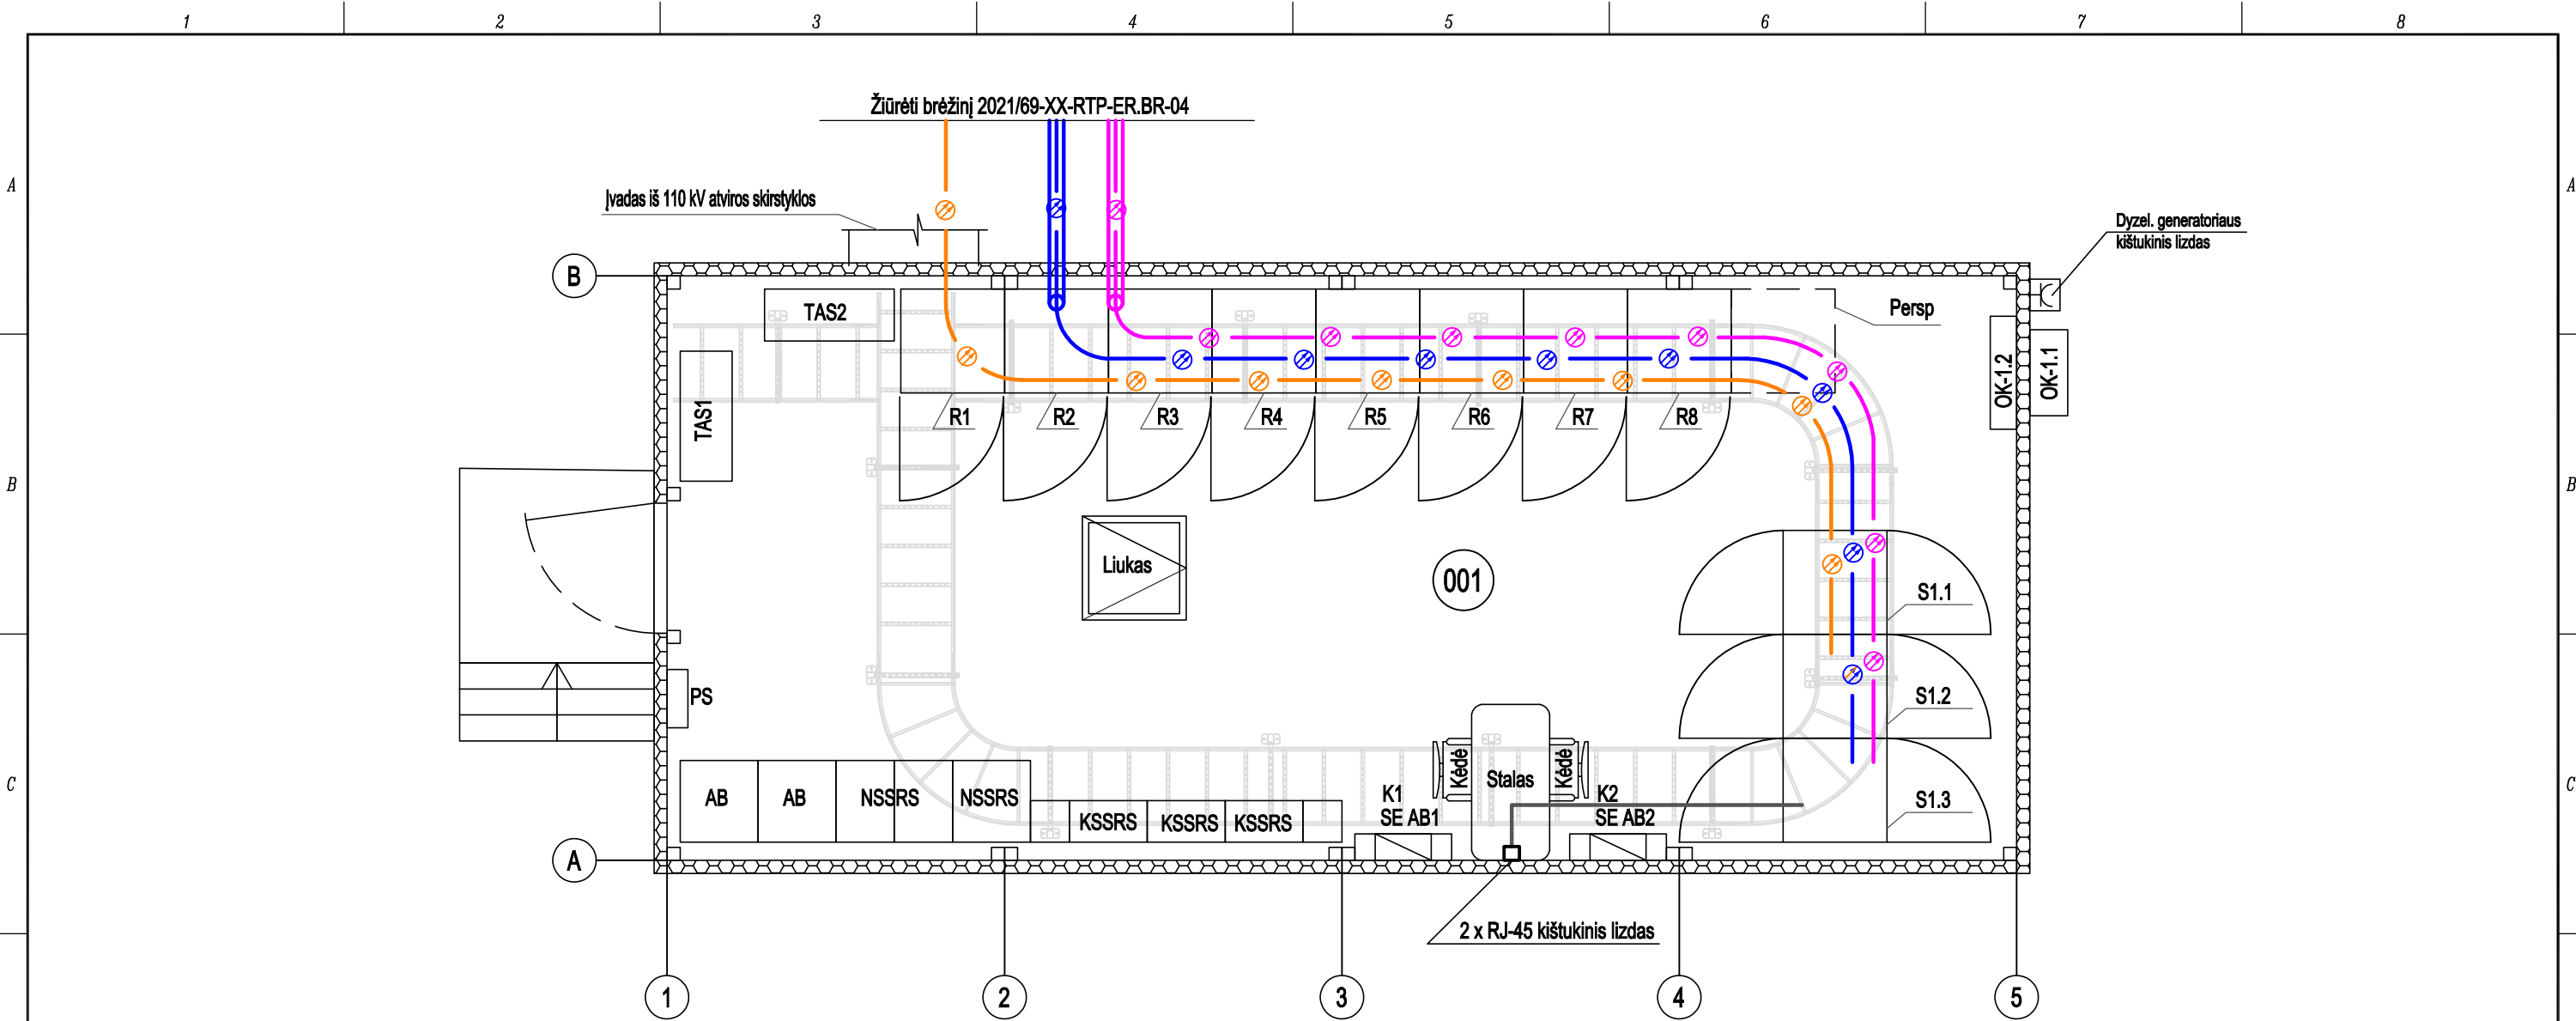 1 2 3 4 5 6 7 8
Žiūrėti brėžinį 2021/69-XX-RTP-ER.BR-04
A A
Įvadas iš 110 kV atviros skirstyklos
Dyzel. generatoriaus
kištukinis lizdas
B
TAS2
Persp
TAS1
OK-1.2
OK-1.1
R1 R2 R3 R4 R5 R6 R7 R8
B B
Liukas
001
S1.1
PS
S1.2
Kėdė
Stalas
Kėdė
C C
AB AB NSSRS NSSRS
K1
SE AB1
K2
SE AB2
S1.3
KSSRS KSSRS KSSRS
A
2 x RJ-45 kištukinis lizdas
1 2 3 4 5